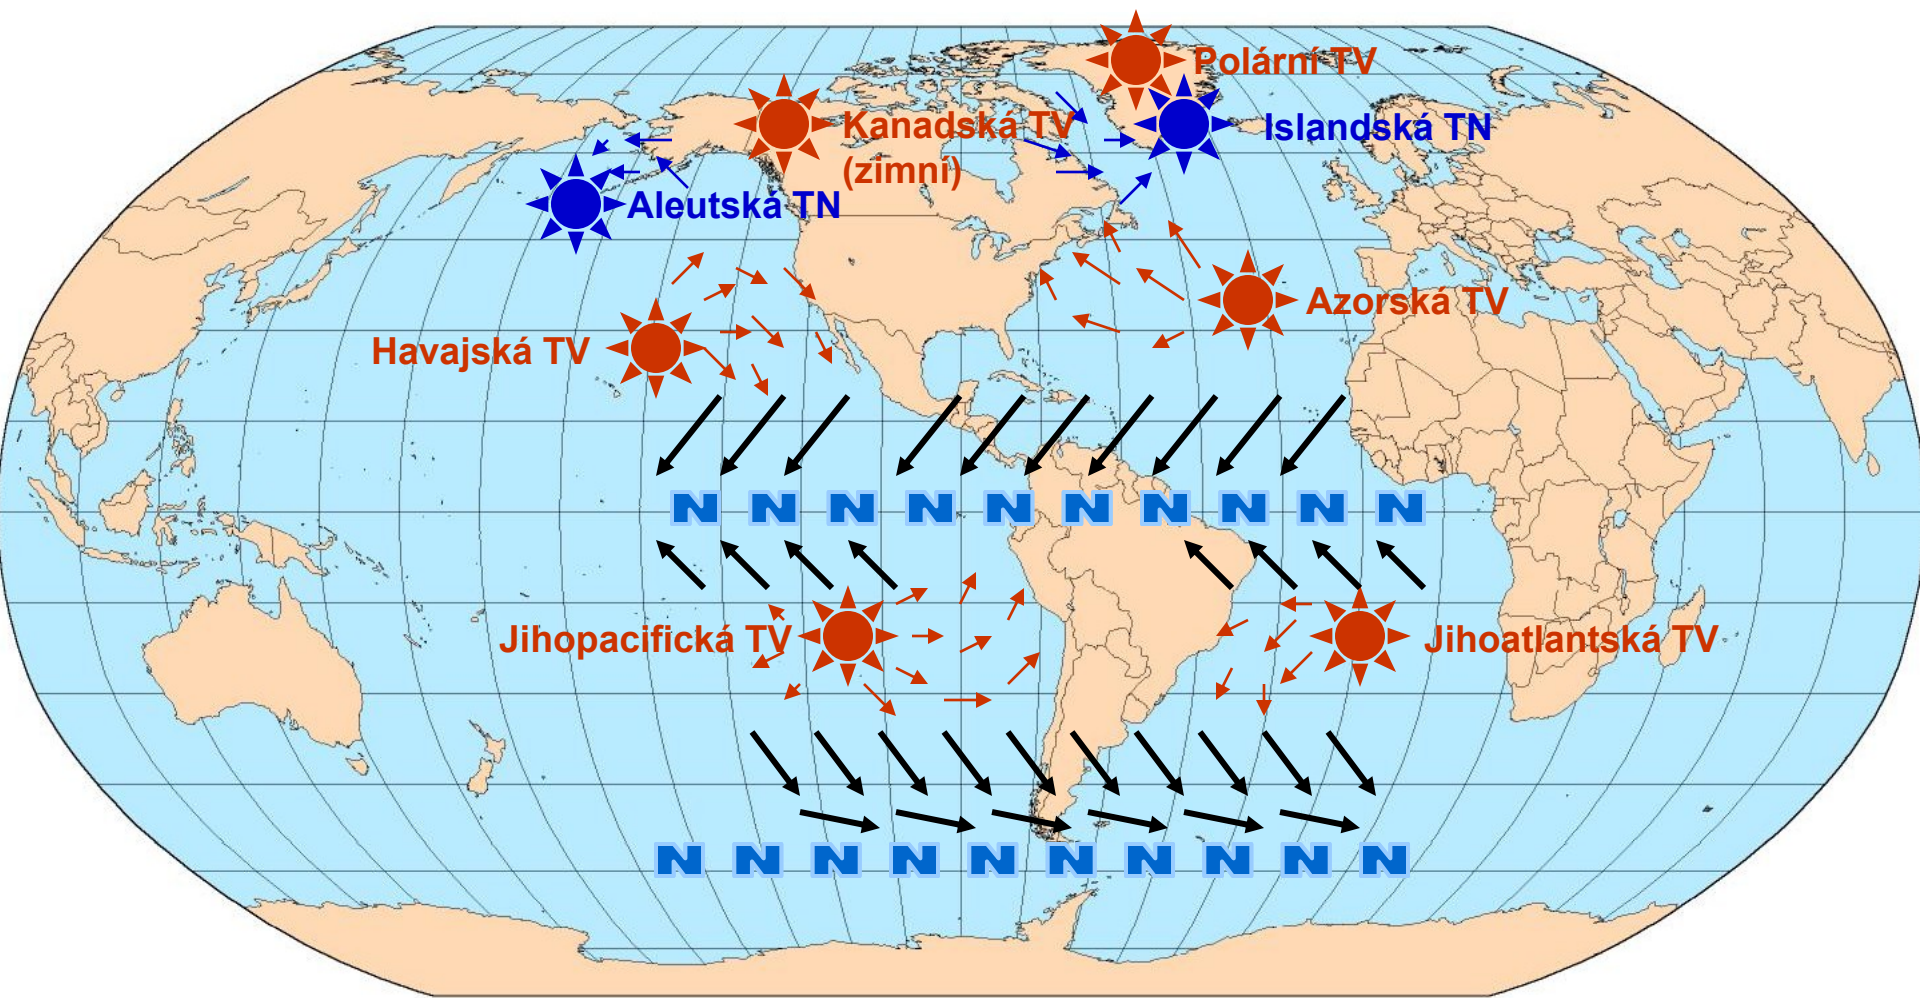 Polární TV
Kanadská TV
(zimní)
Islandská TN
Aleutská TN
Azorská TV
Havajská TV
N N N N N N N N N N
Jihopacifická TV
Jihoatlantská TV
N N N N N N N N N N